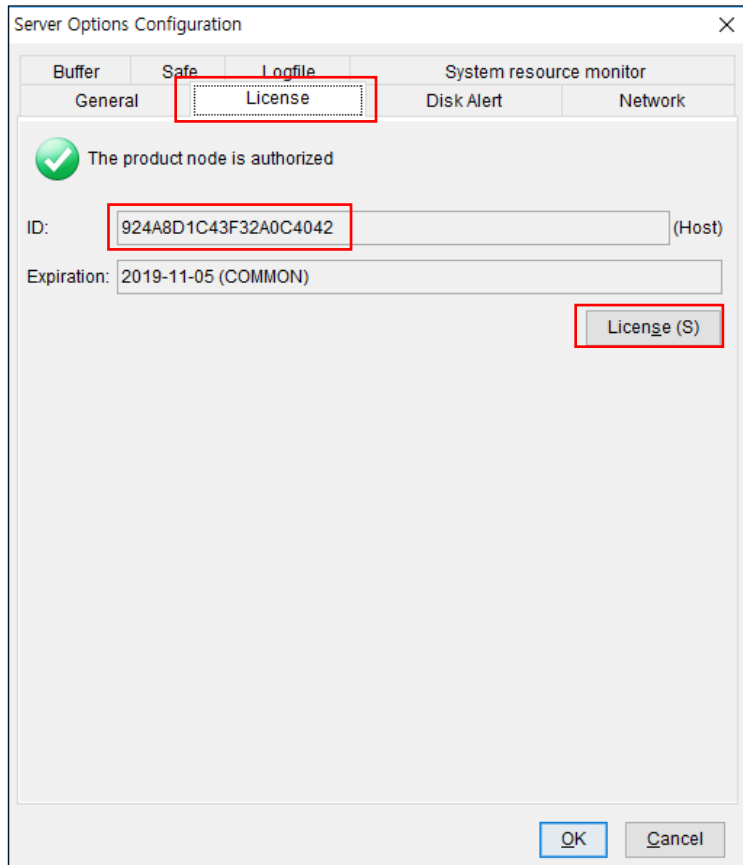 Server Options Configuration
Buffer Safe Logfile System resource monitor
General License Disk Alert Network
The product node is authorized
ID: 924A8D1C43F32A0C4042 (Host)
Expiration: 2019-11-05 (COMMON)
License (S)
OK Cancel